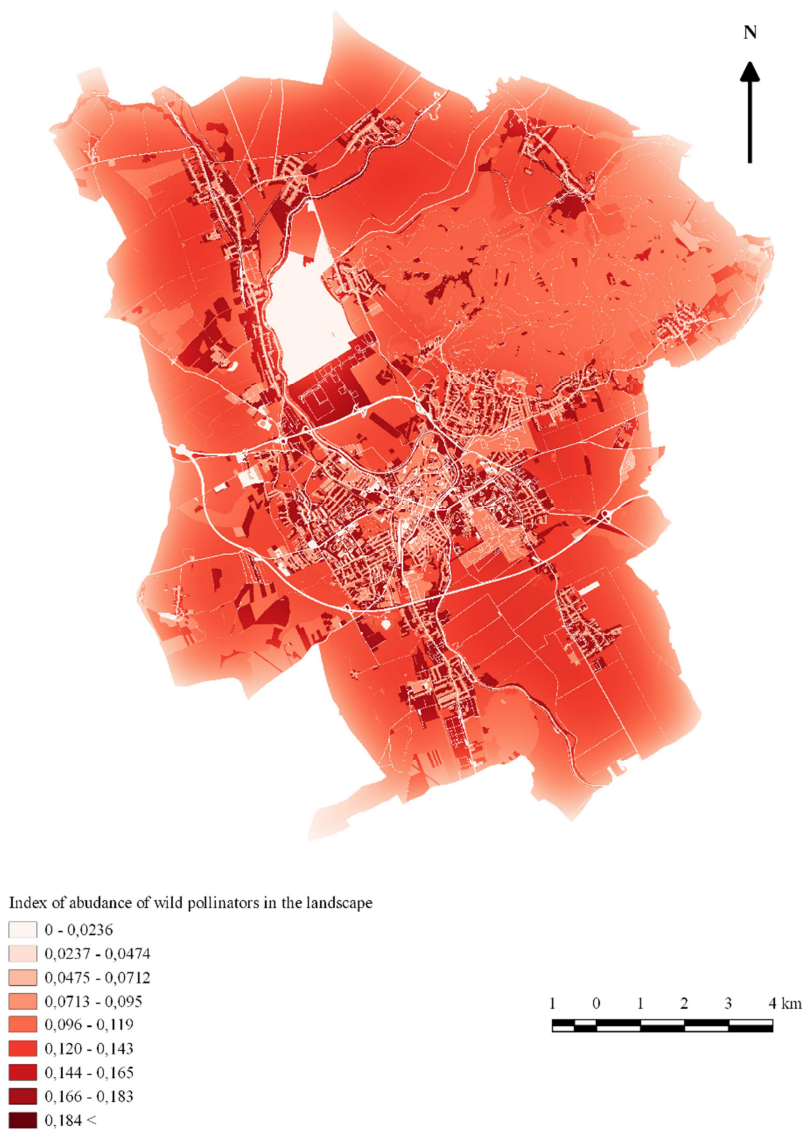 N
Index of abudance of wild pollinators in the landscape
0 - 0,0236
0,0237 - 0,0474
0,0475 - 0,0712
0,0713 - 0,095
0,096 - 0,119
0,120 - 0,143
0,144 - 0,165
0,166 - 0,183
0,184 <
1 0 1 2 3 4 km